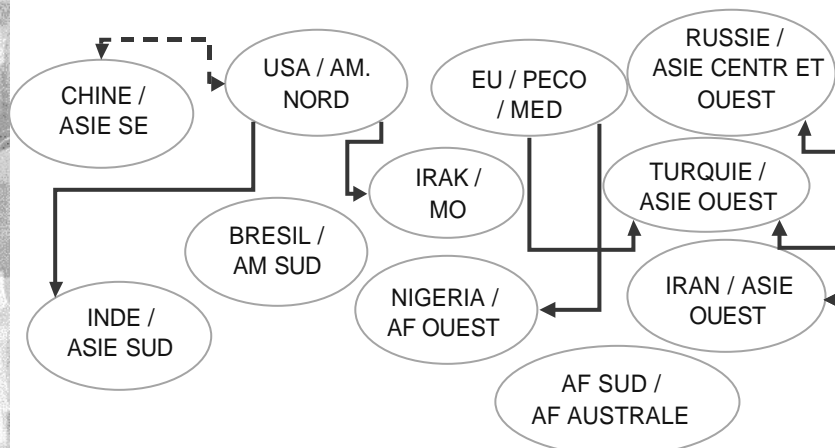 CHINE /
ASIE SE
USA / AM.
NORD
EU / PECO
/ MED
RUSSIE /
ASIE CENTR ET
OUEST
IRAK /
MO
TURQUIE /
ASIE OUEST
BRESIL /
AM SUD
INDE /
ASIE SUD
NIGERIA /
AF OUEST
IRAN / ASIE
OUEST
AF SUD /
AF AUSTRALE